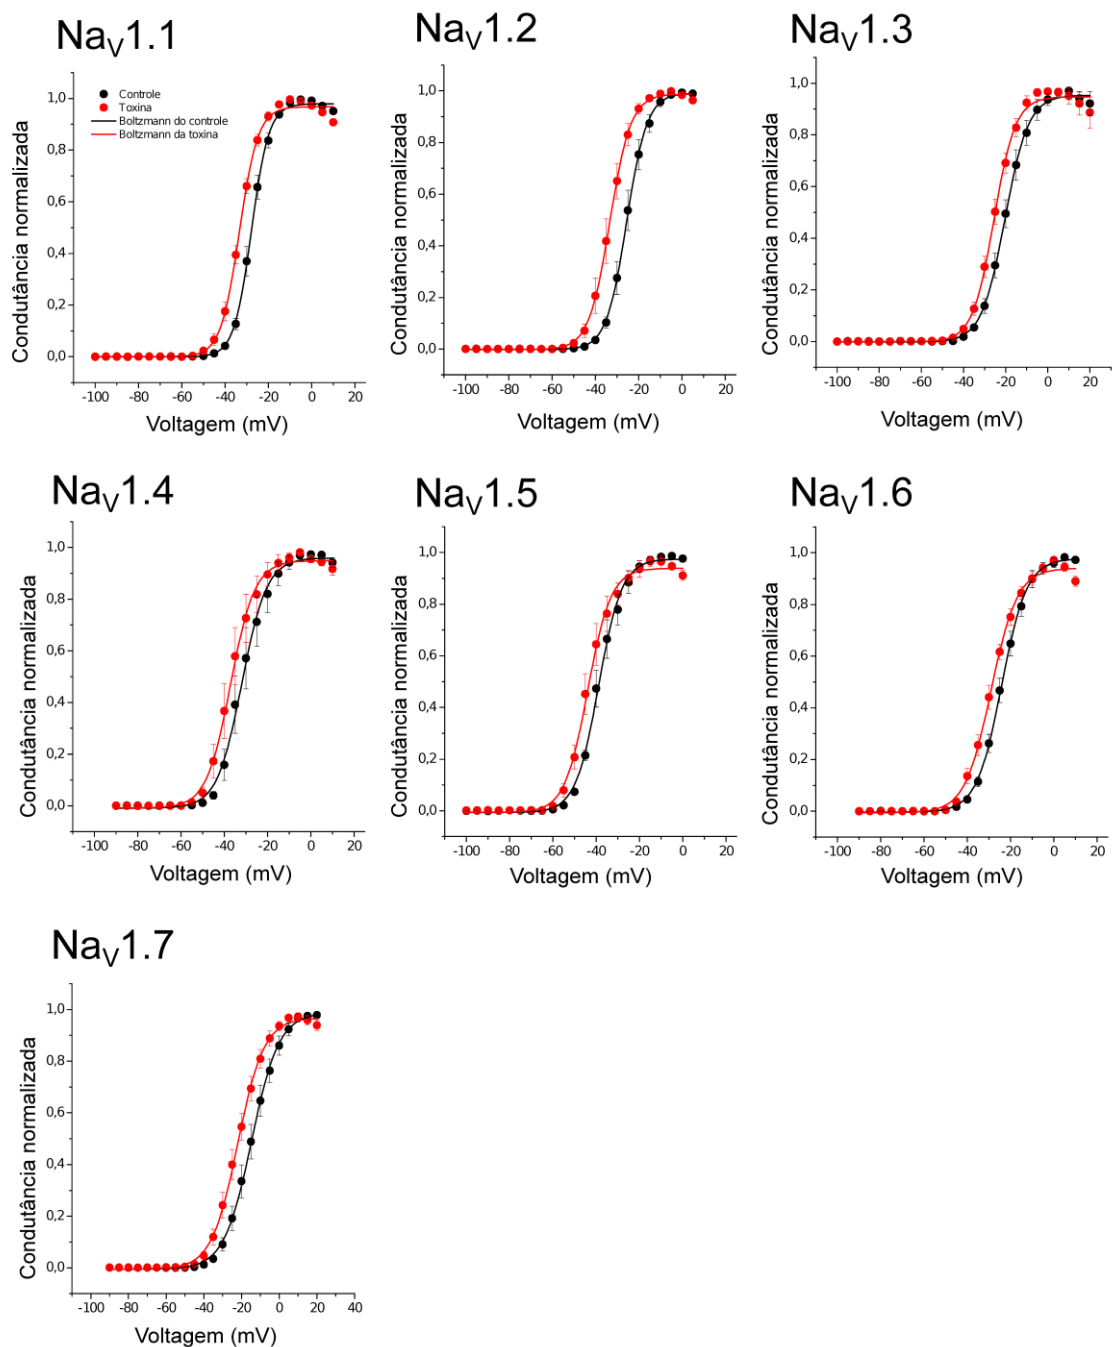 Na_V1.1
Na_V1.2
Na_V1.3
Controle
Toxina
Boltzmann do controle
Boltzmann da toxina
Condutância normalizada
1,0
0,8
0,6
0,4
0,2
0,0
-100 -80 -60 -40 -20 0 20
Voltagem (mV)
Condutância normalizada
1,0
0,8
0,6
0,4
0,2
0,0
-100 -80 -60 -40 -20 0 20
Voltagem (mV)
Condutância normalizada
1,0
0,8
0,6
0,4
0,2
0,0
-100 -80 -60 -40 -20 0 20
Voltagem (mV)
Na_V1.4
Na_V1.5
Na_V1.6
Condutância normalizada
1,0
0,8
0,6
0,4
0,2
0,0
-100 -80 -60 -40 -20 0 20
Voltagem (mV)
Condutância normalizada
1,0
0,8
0,6
0,4
0,2
0,0
-100 -80 -60 -40 -20 0 20
Voltagem (mV)
Condutância normalizada
1,0
0,8
0,6
0,4
0,2
0,0
-100 -80 -60 -40 -20 0 20
Voltagem (mV)
Na_V1.7
Condutância normalizada
1,0
0,8
0,6
0,4
0,2
0,0
-100 -80 -60 -40 -20 0 20 40
Voltagem (mV)